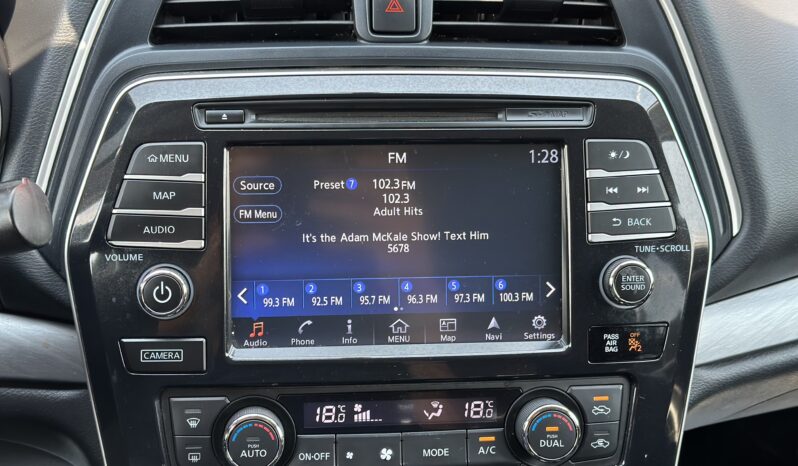 MENU
MAP
AUDIO
VOLUME
CAMERA
FM 1:28
Source Preset 7 102.3 FM
102.3
FM Menu Adult Hits
It's the Adam McKale Show! Text Him
5678
1 2 3 4 5 6
99.3 FM 92.5 FM 95.7 FM 96.3 FM 97.3 FM 100.3 FM
Audio Phone Info MENU Map Navi Settings
BACK
TUNE•SCROLL
ENTER
SOUND
PASS
AIR
BAG
OFF
2
18.0°C 18.0°C
PUSH
AUTO
ON•OFF
MODE
A/C
PUSH
DUAL